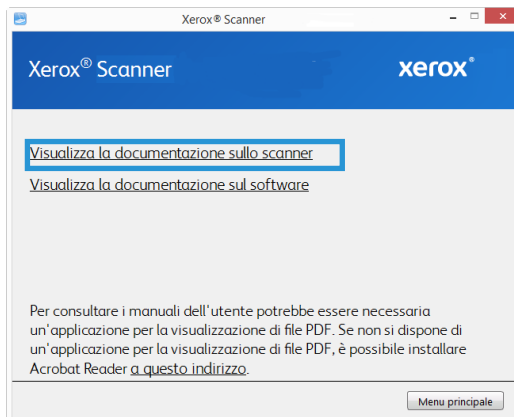 Xerox® Scanner
Xerox® Scanner
xerox®
Visualizza la documentazione sullo scanner
Visualizza la documentazione sul software
Per consultare i manuali dell'utente potrebbe essere necessaria
un'applicazione per la visualizzazione di file PDF. Se non si dispone di
un'applicazione per la visualizzazione di file PDF, è possibile installare
Acrobat Reader a questo indirizzo.
Menu principale